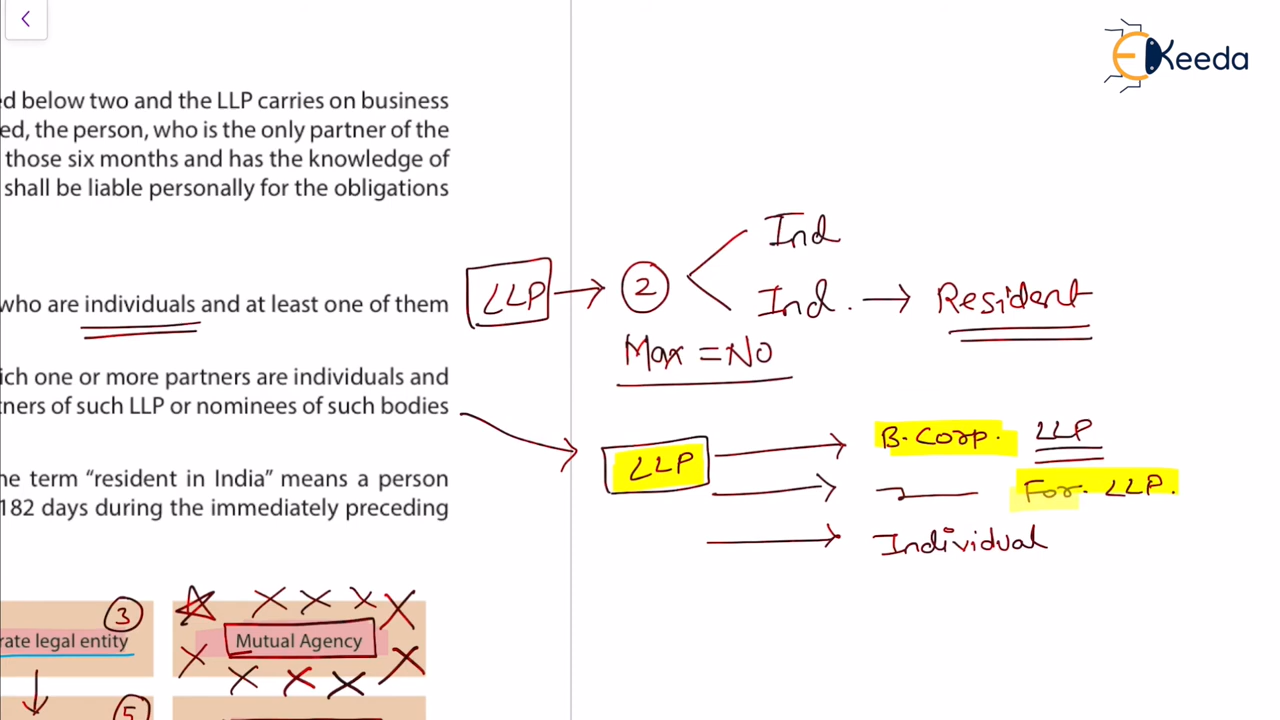 EKeeda
ed below two and the LLP carries on business
ed, the person, who is the only partner of the
those six months and has the knowledge of
shall be liable personally for the obligations
who are individuals and at least one of them
ich one or more partners are individuals and
tners of such LLP or nominees of such bodies
he term “resident in India” means a person
182 days during the immediately preceding
3
rate legal entity
Mutual Agency
5
Ind
LLP → 2
Ind. → Resident
Max = No
LLP → B. Corp. LLP
For. LLP.
Individual